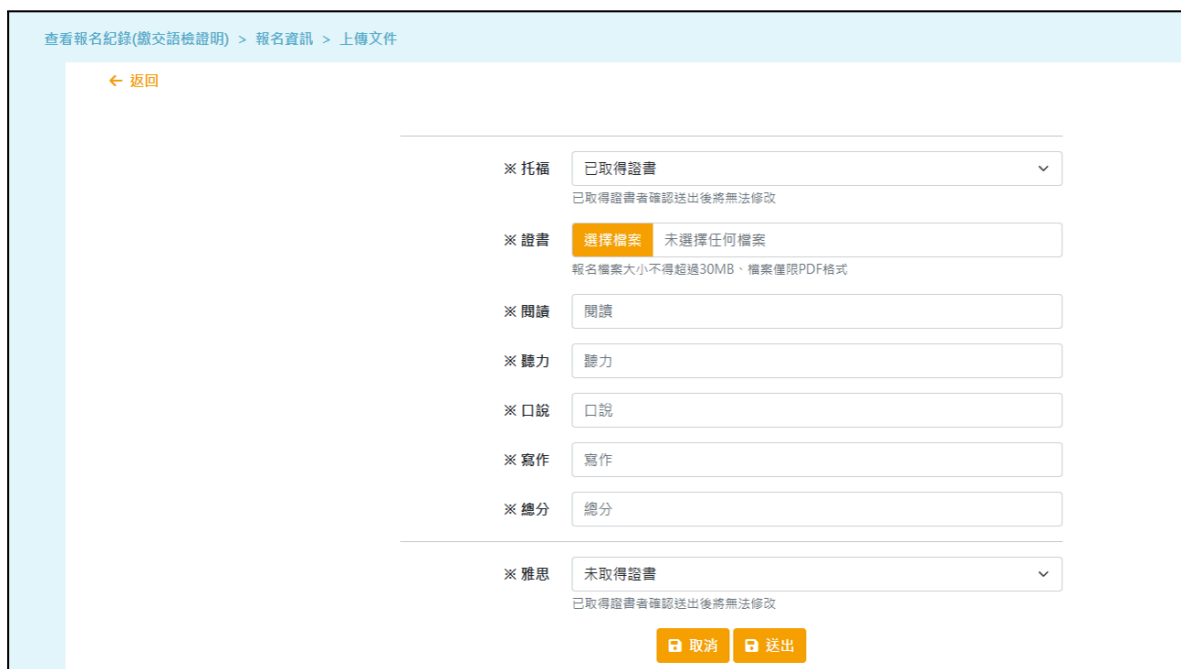 查看報名紀錄(繳交語檢證明) > 報名資訊 > 上傳文件
← 返回
※ 托福 已取得證書
已取得證書者確認送出後將無法修改
※ 證書 選擇檔案 未選擇任何檔案
報名檔案大小不得超過30MB、檔案僅限PDF格式
※ 閱讀 閱讀
※ 聽力 聽力
※ 口說 口說
※ 寫作 寫作
※ 總分 總分
※ 雅思 未取得證書
已取得證書者確認送出後將無法修改
取消 送出